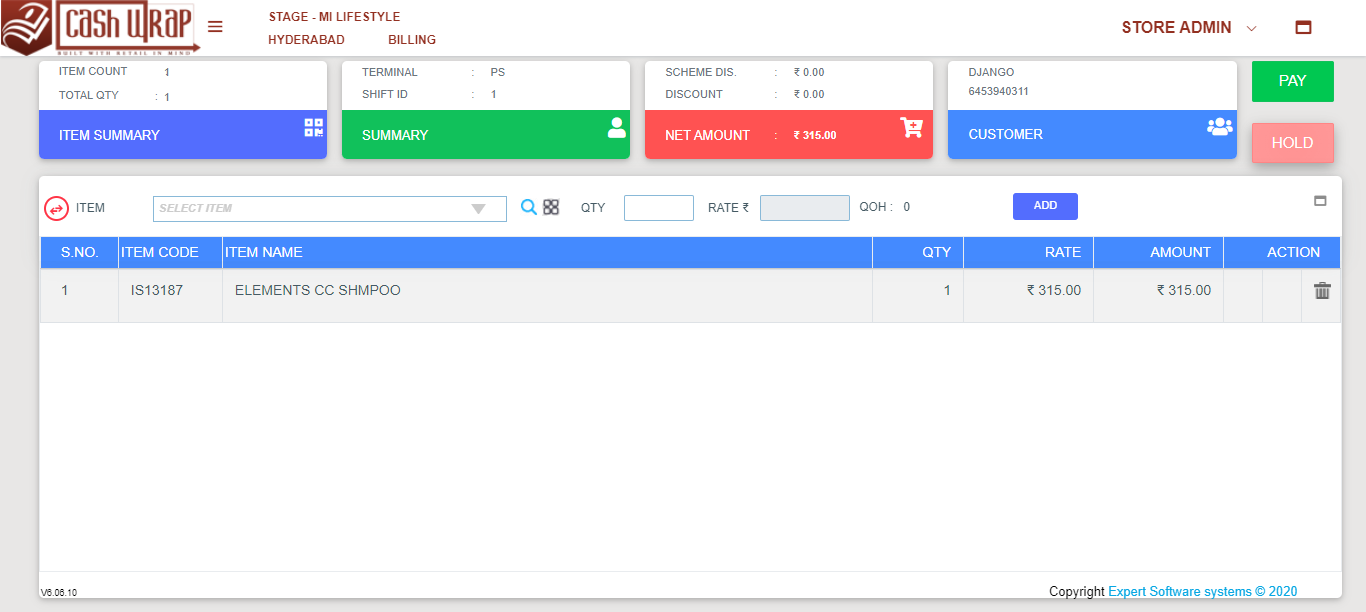 CASH WRAP
BUILT WITH RETAIL IN MIND
STAGE - MI LIFESTYLE
HYDERABAD BILLING
STORE ADMIN
ITEM COUNT 1
TOTAL QTY : 1
ITEM SUMMARY
TERMINAL : PS
SHIFT ID : 1
SUMMARY
SCHEME DIS. : ₹ 0.00
DISCOUNT : ₹ 0.00
NET AMOUNT : ₹ 315.00
DJANGO
6453940311
CUSTOMER
PAY
HOLD
ITEM SELECT ITEM QTY RATE ₹ QOH : 0 ADD
S.NO. ITEM CODE ITEM NAME QTY RATE AMOUNT ACTION
1 IS13187 ELEMENTS CC SHMPOO 1 ₹ 315.00 ₹ 315.00
V6.06.10
Copyright Expert Software systems © 2020